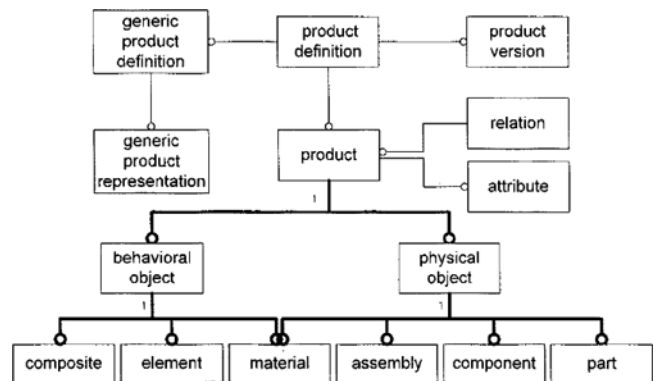 generic
product
definition
product
definition
product
version
generic
product
representation
product
relation
attribute
1
behavioral
object
physical
object
1
1
composite
element
material
assembly
component
part